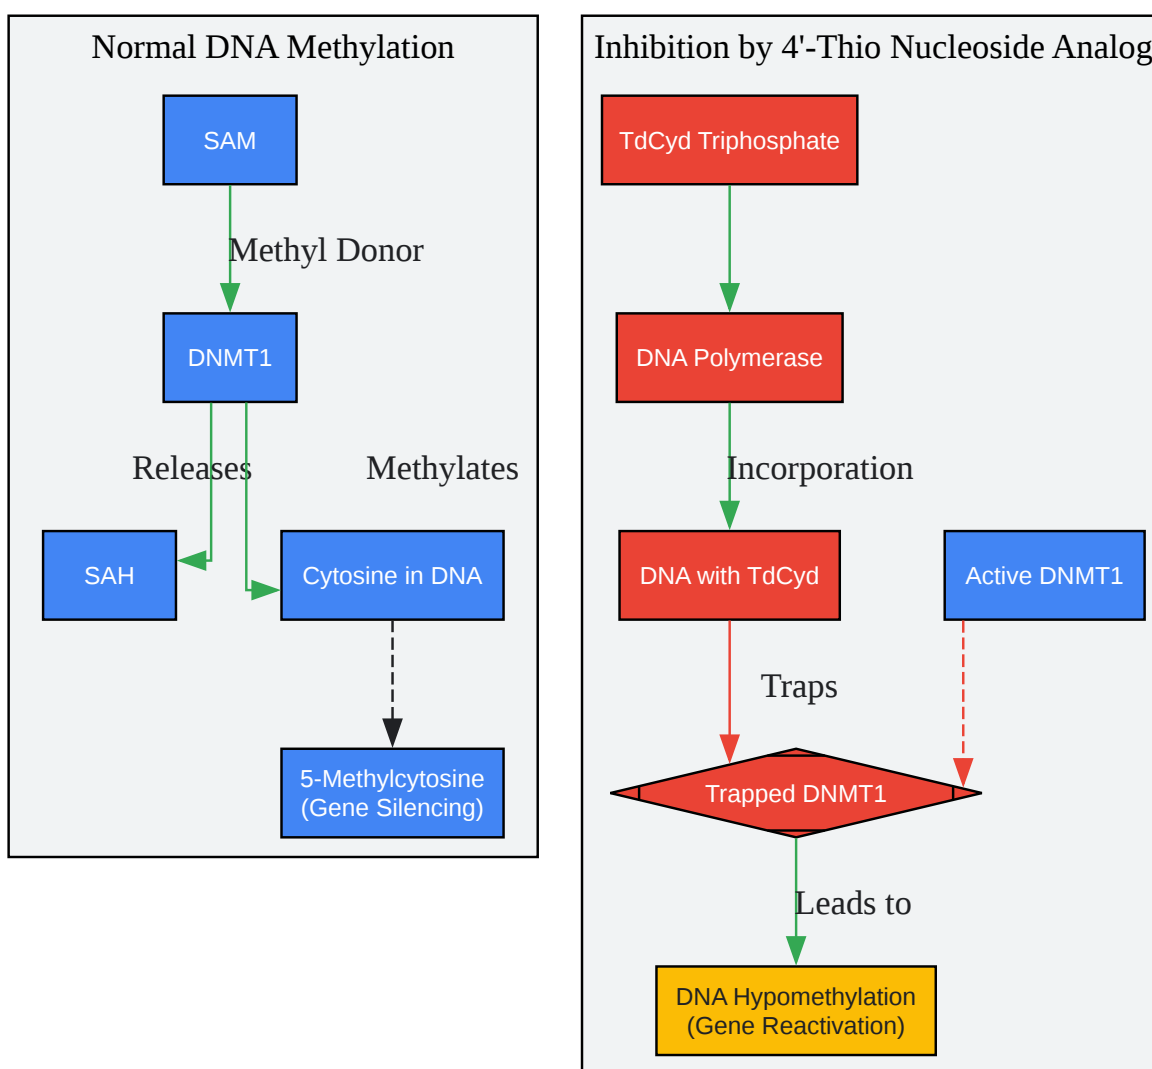 Normal DNA Methylation
SAM
Methyl Donor
DNMT1
Releases
Methylates
SAH
Cytosine in DNA
5-Methylcytosine
(Gene Silencing)
Inhibition by 4'-Thio Nucleoside Analog
TdCyd Triphosphate
DNA Polymerase
Incorporation
DNA with TdCyd
Active DNMT1
Traps
Trapped DNMT1
Leads to
DNA Hypomethylation
(Gene Reactivation)